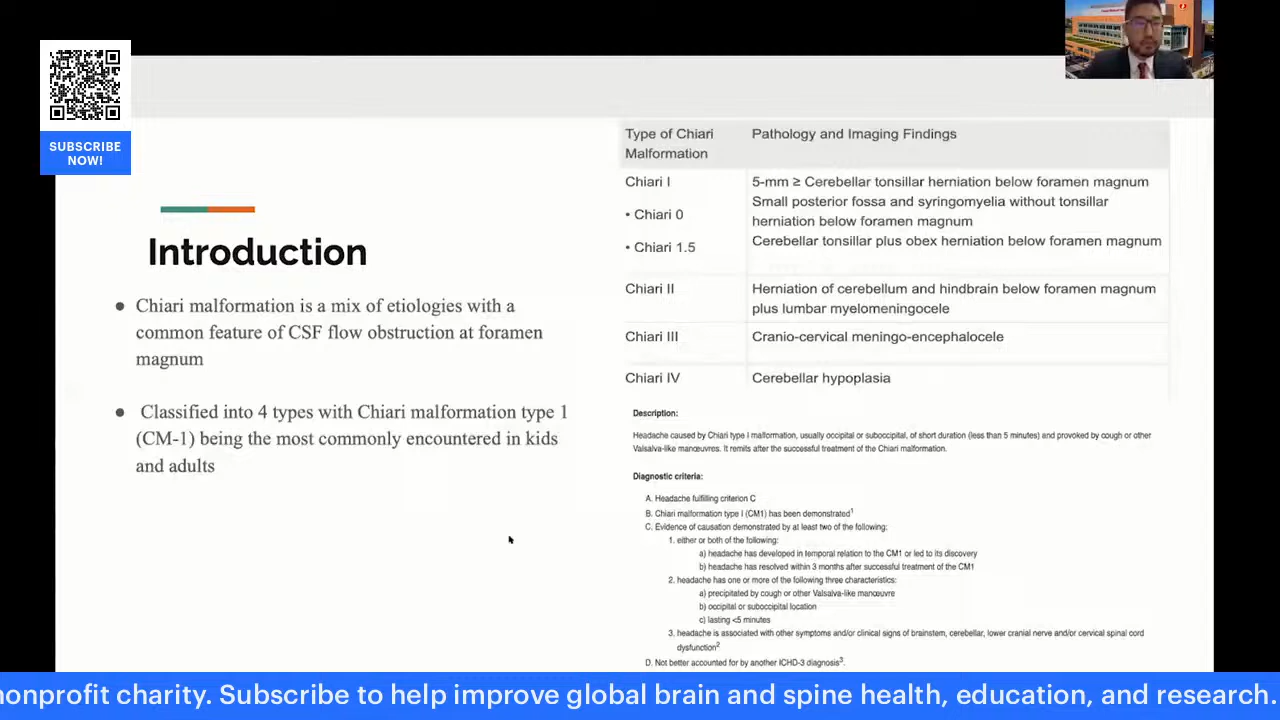 SUBSCRIBE
NOW!
Introduction
● Chiari malformation is a mix of etiologies with a
common feature of CSF flow obstruction at foramen
magnum
● Classified into 4 types with Chiari malformation type 1
(CM-1) being the most commonly encountered in kids
and adults
Type of Chiari Malformation Pathology and Imaging Findings
Chiari I 5-mm ≥ Cerebellar tonsillar herniation below foramen magnum
• Chiari 0 Small posterior fossa and syringomyelia without tonsillar
herniation below foramen magnum
• Chiari 1.5 Cerebellar tonsillar plus obex herniation below foramen magnum
Chiari II Herniation of cerebellum and hindbrain below foramen magnum
plus lumbar myelomeningocele
Chiari III Cranio-cervical meningo-encephalocele
Chiari IV Cerebellar hypoplasia
Description:
Headache caused by Chiari type I malformation, usually occipital or suboccipital, of short duration (less than 5 minutes) and provoked by cough or other
Valsalva-like manœuvres. It remits after the successful treatment of the Chiari malformation.
Diagnostic criteria:
A. Headache fulfilling criterion C
B. Chiari malformation type I (CM1) has been demonstrated1
C. Evidence of causation demonstrated by at least two of the following:
1. either or both of the following:
a) headache has developed in temporal relation to the CM1 or led to its discovery
b) headache has resolved within 3 months after successful treatment of the CM1
2. headache has one or more of the following three characteristics:
a) precipitated by cough or other Valsalva-like manœuvre
b) occipital or suboccipital location
c) lasting <5 minutes
3. headache is associated with other symptoms and/or clinical signs of brainstem, cerebellar, lower cranial nerve and/or cervical spinal cord
dysfunction2
D. Not better accounted for by another ICHD-3 diagnosis3.
nonprofit charity. Subscribe to help improve global brain and spine health, education, and research.